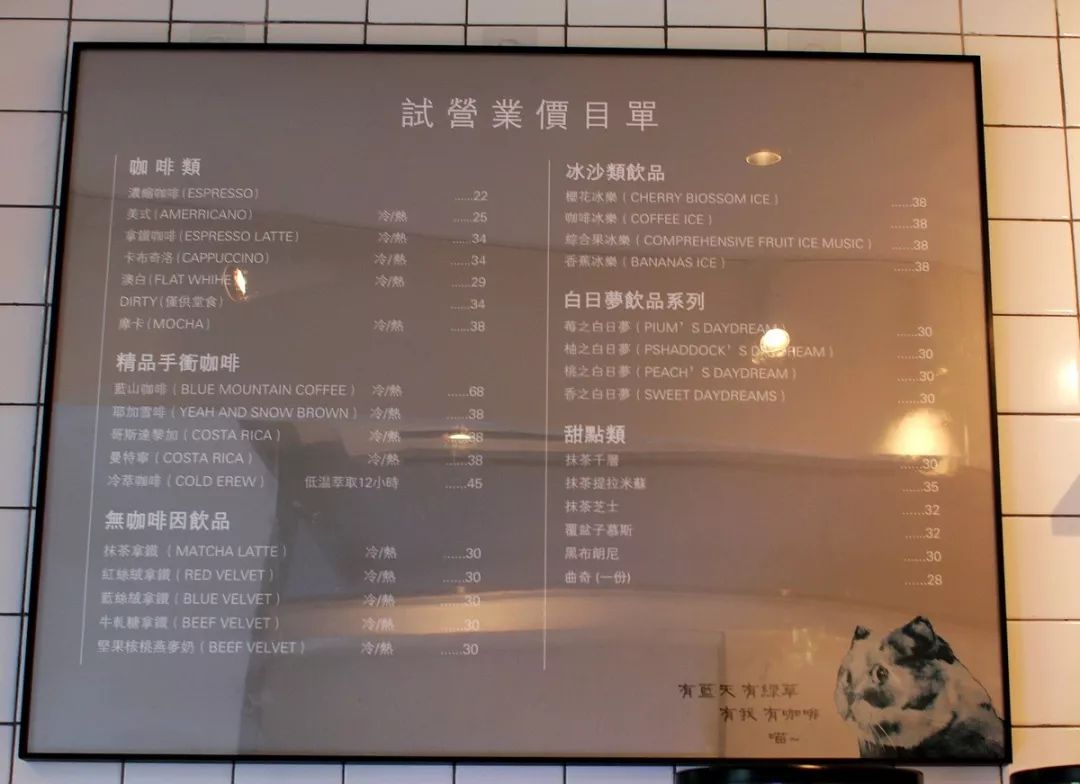 試營業價目單
咖啡類
濃縮咖啡(ESPRESSO) ......22
美式(AMERRICANO) 冷/熱 ......25
拿鐵咖啡(ESPRESSO LATTE) 冷/熱 ......34
卡布奇洛(CAPPUCCINO) 冷/熱 ......34
澳白(FLAT WHIHE 冷/熱 ......29
DIRTY(僅供堂食) ......34
摩卡(MOCHA) 冷/熱 ......38
精品手衝咖啡
藍山咖啡(BLUE MOUNTAIN COFFEE) 冷/熱 ......68
耶加雪啡(YEAH AND SNOW BROWN) 冷/熱 ......38
哥斯達黎加(COSTA RICA) 冷/熱 ......38
曼特寧(COSTA RICA) 冷/熱 ......38
冷萃咖啡(COLD EREW) 低溫萃取12小時 ......45
無咖啡因飲品
抹茶拿鐵(MATCHA LATTE) 冷/熱 ......30
紅絲絨拿鐵(RED VELVET) 冷/熱 ......30
藍絲絨拿鐵(BLUE VELVET) 冷/熱 ......30
牛軋糖拿鐵(BEEF VELVET) 冷/熱 ......30
堅果核桃燕麥奶(BEEF VELVET) 冷/熱 ......30
冰沙類飲品
櫻花冰樂(CHERRY BIOSSOM ICE) ......38
咖啡冰樂(COFFEE ICE) ......38
綜合果冰樂(COMPREHENSIVE FRUIT ICE MUSIC) ......38
香蕉冰樂(BANANAS ICE) ......38
白日夢飲品系列
莓之白日夢(PIUM'S DAYDREAM) ......30
柚之白日夢(PSHADDOCK'S DAYDREAM) ......30
桃之白日夢(PEACH'S DAYDREAM) ......30
香之白日夢(SWEET DAYDREAMS) ......30
甜點類
抹茶千層 ......30
抹茶提拉米蘇 ......35
抹茶芝士 ......32
覆盆子慕斯 ......32
黑布朗尼 ......30
曲奇(一份) ......28
有藍天 有綠草
有我 有咖啡
喵~